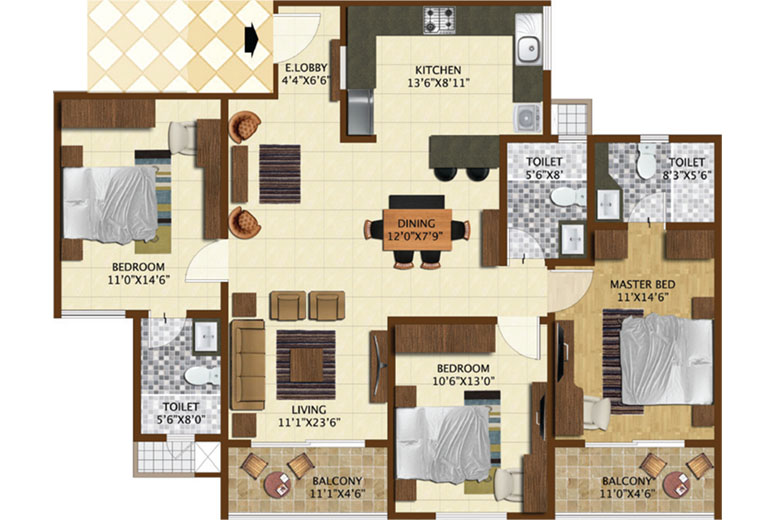 E.LOBBY
4'4"X6'6"
KITCHEN
13'6"X8'11"
TOILET
5'6"X8'
TOILET
8'3"X5'6"
DINING
12'0"X7'9"
BEDROOM
11'0"X14'6"
MASTER BED
11'X14'6"
BEDROOM
10'6"X13'0"
TOILET
5'6"X8'0"
LIVING
11'1"X23'6"
BALCONY
11'1"X4'6"
BALCONY
11'0"X4'6"